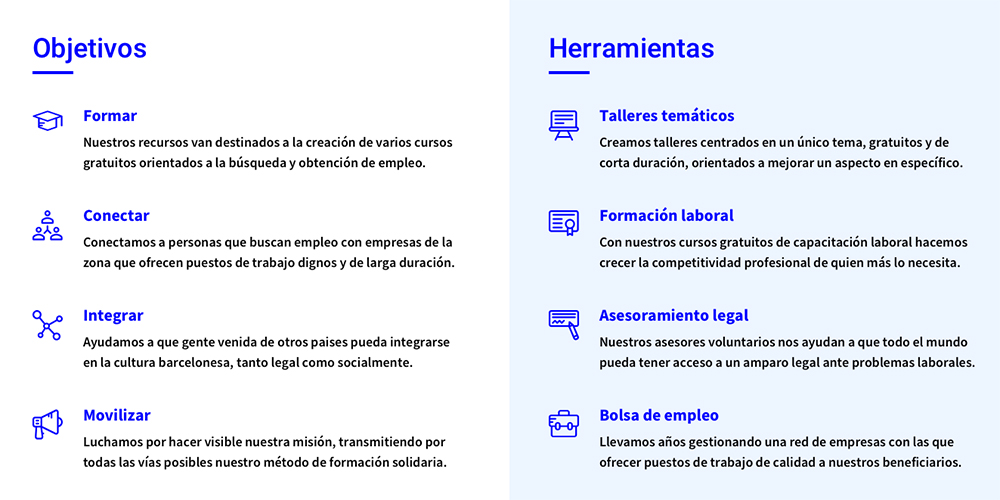 Objetivos
Formar
Nuestros recursos van destinados a la creación de varios cursos
gratuitos orientados a la búsqueda y obtención de empleo.
Conectar
Conectamos a personas que buscan empleo con empresas de la
zona que ofrecen puestos de trabajo dignos y de larga duración.
Integrar
Ayudamos a que gente venida de otros paises pueda integrarse
en la cultura barcelonesa, tanto legal como socialmente.
Movilizar
Luchamos por hacer visible nuestra misión, transmitiendo por
todas las vías posibles nuestro método de formación solidaria.
Herramientas
Talleres temáticos
Creamos talleres centrados en un único tema, gratuitos y de
corta duración, orientados a mejorar un aspecto en específico.
Formación laboral
Con nuestros cursos gratuitos de capacitación laboral hacemos
crecer la competitividad profesional de quien más lo necesita.
Asesoramiento legal
Nuestros asesores voluntarios nos ayudan a que todo el mundo
pueda tener acceso a un amparo legal ante problemas laborales.
Bolsa de empleo
Llevamos años gestionando una red de empresas con las que
ofrecer puestos de trabajo de calidad a nuestros beneficiarios.